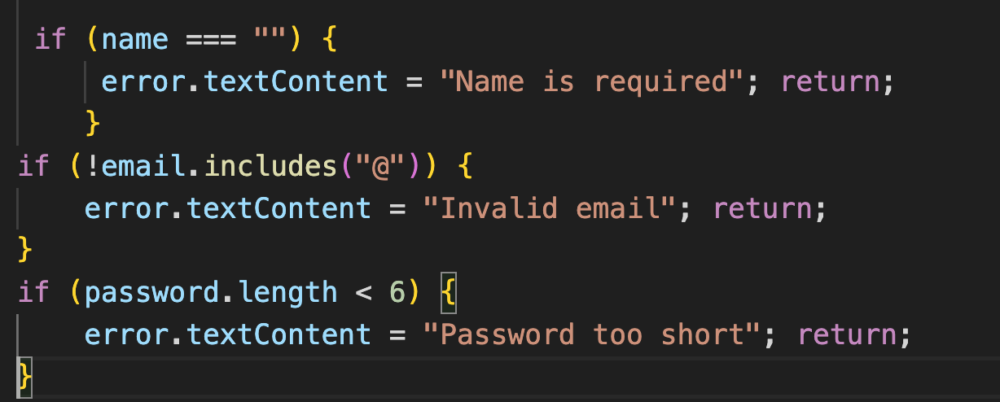 if (name === "") {
error.textContent = "Name is required"; return;
}
if (!email.includes("@")) {
error.textContent = "Invalid email"; return;
}
if (password.length < 6) {
error.textContent = "Password too short"; return;
}